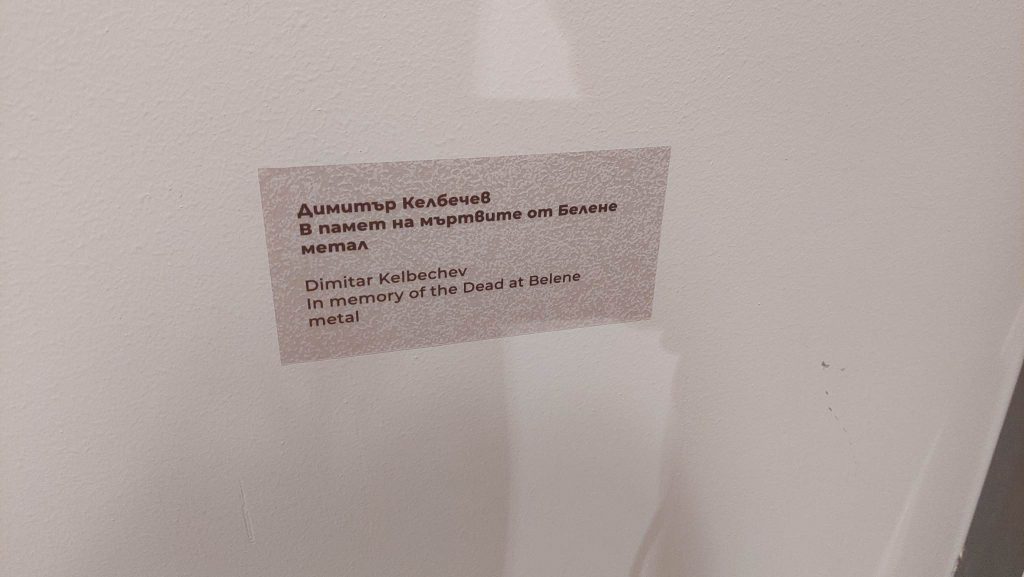 Димитър Келбечев
В памет на мъртвите от Белене
метал
Dimitar Kelbechev
In memory of the Dead at Belene
metal